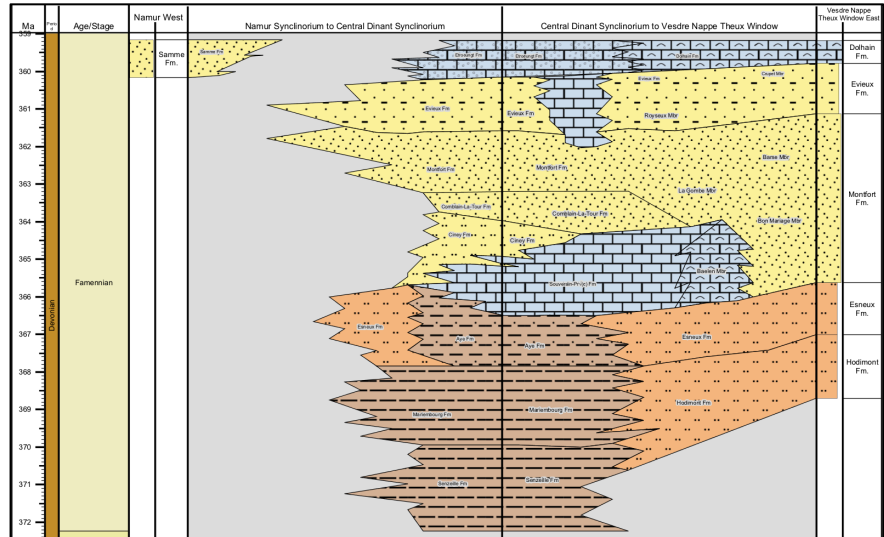 Vesdre Nappe
Theux Window East
Namur West
Namur Synclinorium to Central Dinant Synclinorium
Central Dinant Synclinorium to Vesdre Nappe Theux Window
Ma
Age/Stage
359
360
361
362
363
364
365
366
367
368
369
370
371
372
Devonian
Famennian
Samme
Fm.
Samme Fm
Dolhain Fm
Dolhain
Fm.
Evieux Fm
Evieux Fm
Evieux Fm
Royseux Mbr
Evieux
Fm.
Montfort Fm
Montfort Fm
Barse Mbr
La Gombe Mbr
Bon Mariage Mbr
Montfort
Fm.
Comblain-La-Tour Fm
Comblain-La-Tour Fm
Ciney Fm
Ciney Fm
Baelen Mbr
Esneux Fm
Esneux Fm
Esneux
Fm.
Aye Fm
Aye Fm
Hodimont Fm
Hodimont
Fm.
Mariembourg Fm
Mariembourg Fm
Senzeille Fm
Senzeille Fm